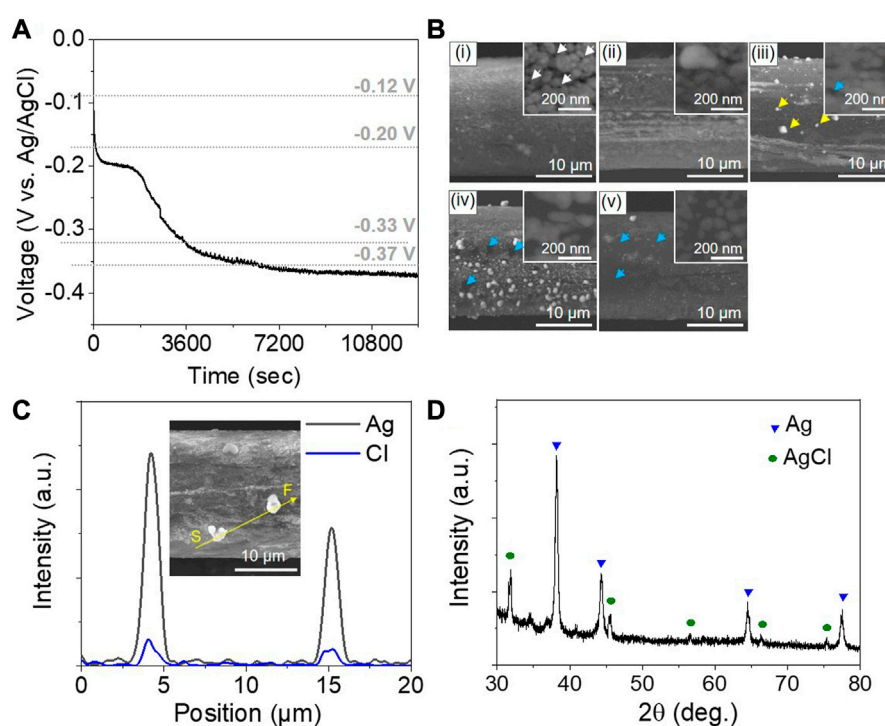 A
Voltage (V vs. Ag/AgCl)
0.0
-0.1
-0.2
-0.3
-0.4
-0.12 V
-0.20 V
-0.33 V
-0.37 V
0
3600
7200
10800
Time (sec)
B
(i)
200 nm
10 µm
(ii)
200 nm
10 µm
(iii)
200 nm
10 µm
(iv)
200 nm
10 µm
(v)
200 nm
10 µm
C
Intensity (a.u.)
Ag
Cl
S
F
10 µm
0
5
10
15
20
Position (µm)
D
Intensity (a.u.)
Ag
AgCl
30
40
50
60
70
80
2θ (deg.)